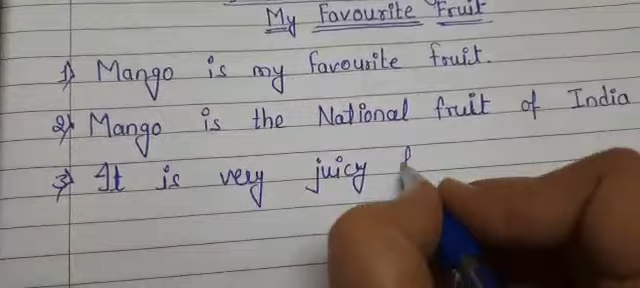 My Favourite Fruit
1) Mango is my favourite fruit.
2) Mango is the National fruit of India
3) It is very juicy f